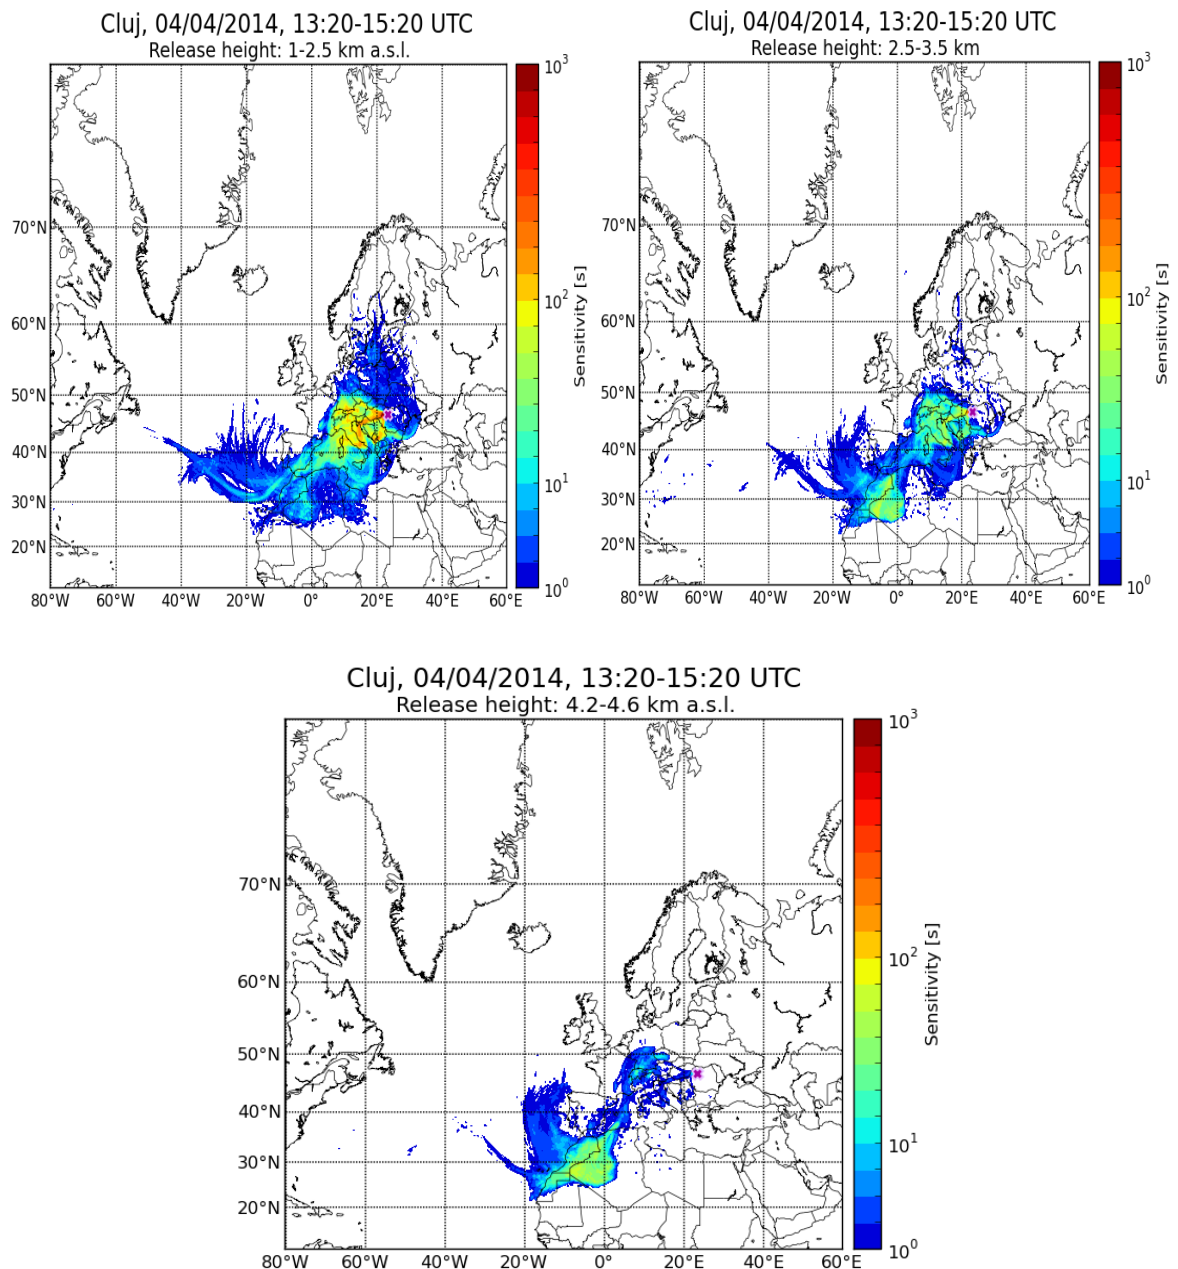 Cluj, 04/04/2014, 13:20-15:20 UTC
Release height: 1-2.5 km a.s.l.
70°N
60°N
50°N
40°N
30°N
20°N
80°W 60°W 40°W 20°W 0° 20°E 40°E 60°E
10³
10²
10¹
10⁰
Sensitivity [s]
Cluj, 04/04/2014, 13:20-15:20 UTC
Release height: 2.5-3.5 km
70°N
60°N
50°N
40°N
30°N
20°N
80°W 60°W 40°W 20°W 0° 20°E 40°E 60°E
10³
10²
10¹
10⁰
Sensitivity [s]
Cluj, 04/04/2014, 13:20-15:20 UTC
Release height: 4.2-4.6 km a.s.l.
70°N
60°N
50°N
40°N
30°N
20°N
80°W 60°W 40°W 20°W 0° 20°E 40°E 60°E
10³
10²
10¹
10⁰
Sensitivity [s]